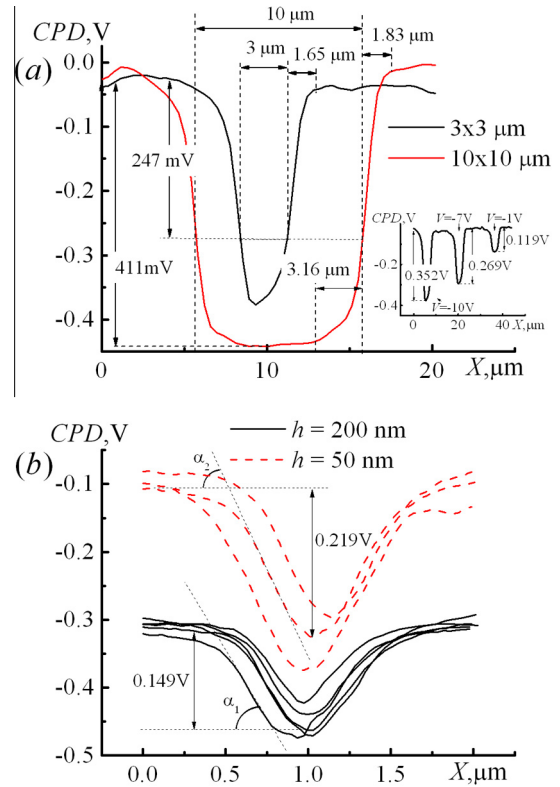 CPD,V
10 μm
1.83 μm
3 μm
1.65 μm
(a)
0.0
-0.1
-0.2
-0.3
-0.4
247 mV
411mV
3x3 μm
10x10 μm
3.16 μm
CPD,V
V=-7V
V=-1V
0.119V
-0.2
0.352V
0.269V
-0.4
V=-10V
0
20
40
X,μm
0
10
20
X,μm
CPD,V
(b)
h = 200 nm
h = 50 nm
α2
-0.1
-0.2
-0.3
-0.4
-0.5
0.219V
0.149V
α1
0.0
0.5
1.0
1.5
2.0
X,μm